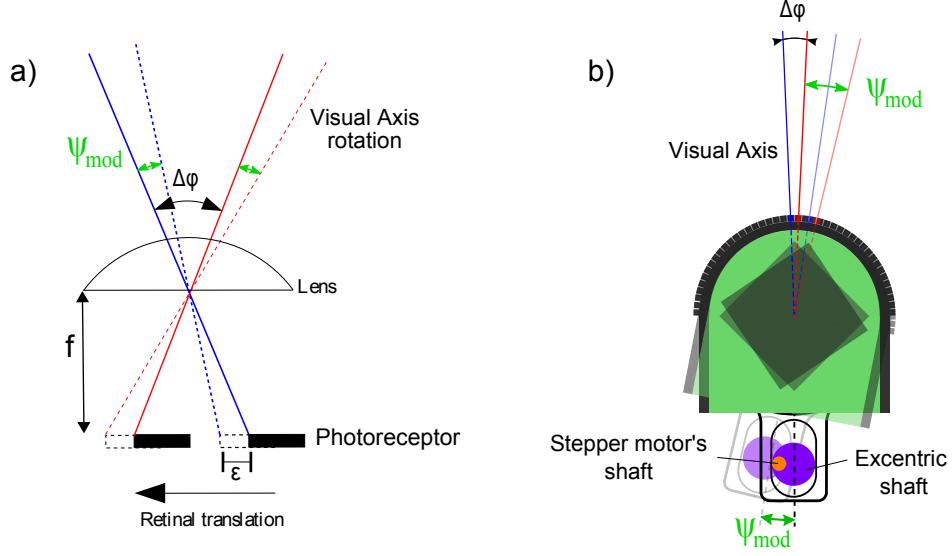 a)
Visual Axis
rotation
Ψmod
Δφ
Lens
f
Photoreceptor
ε
Retinal translation
b)
Δφ
Ψmod
Visual Axis
Stepper motor's
shaft
Excentric
shaft
Ψmod